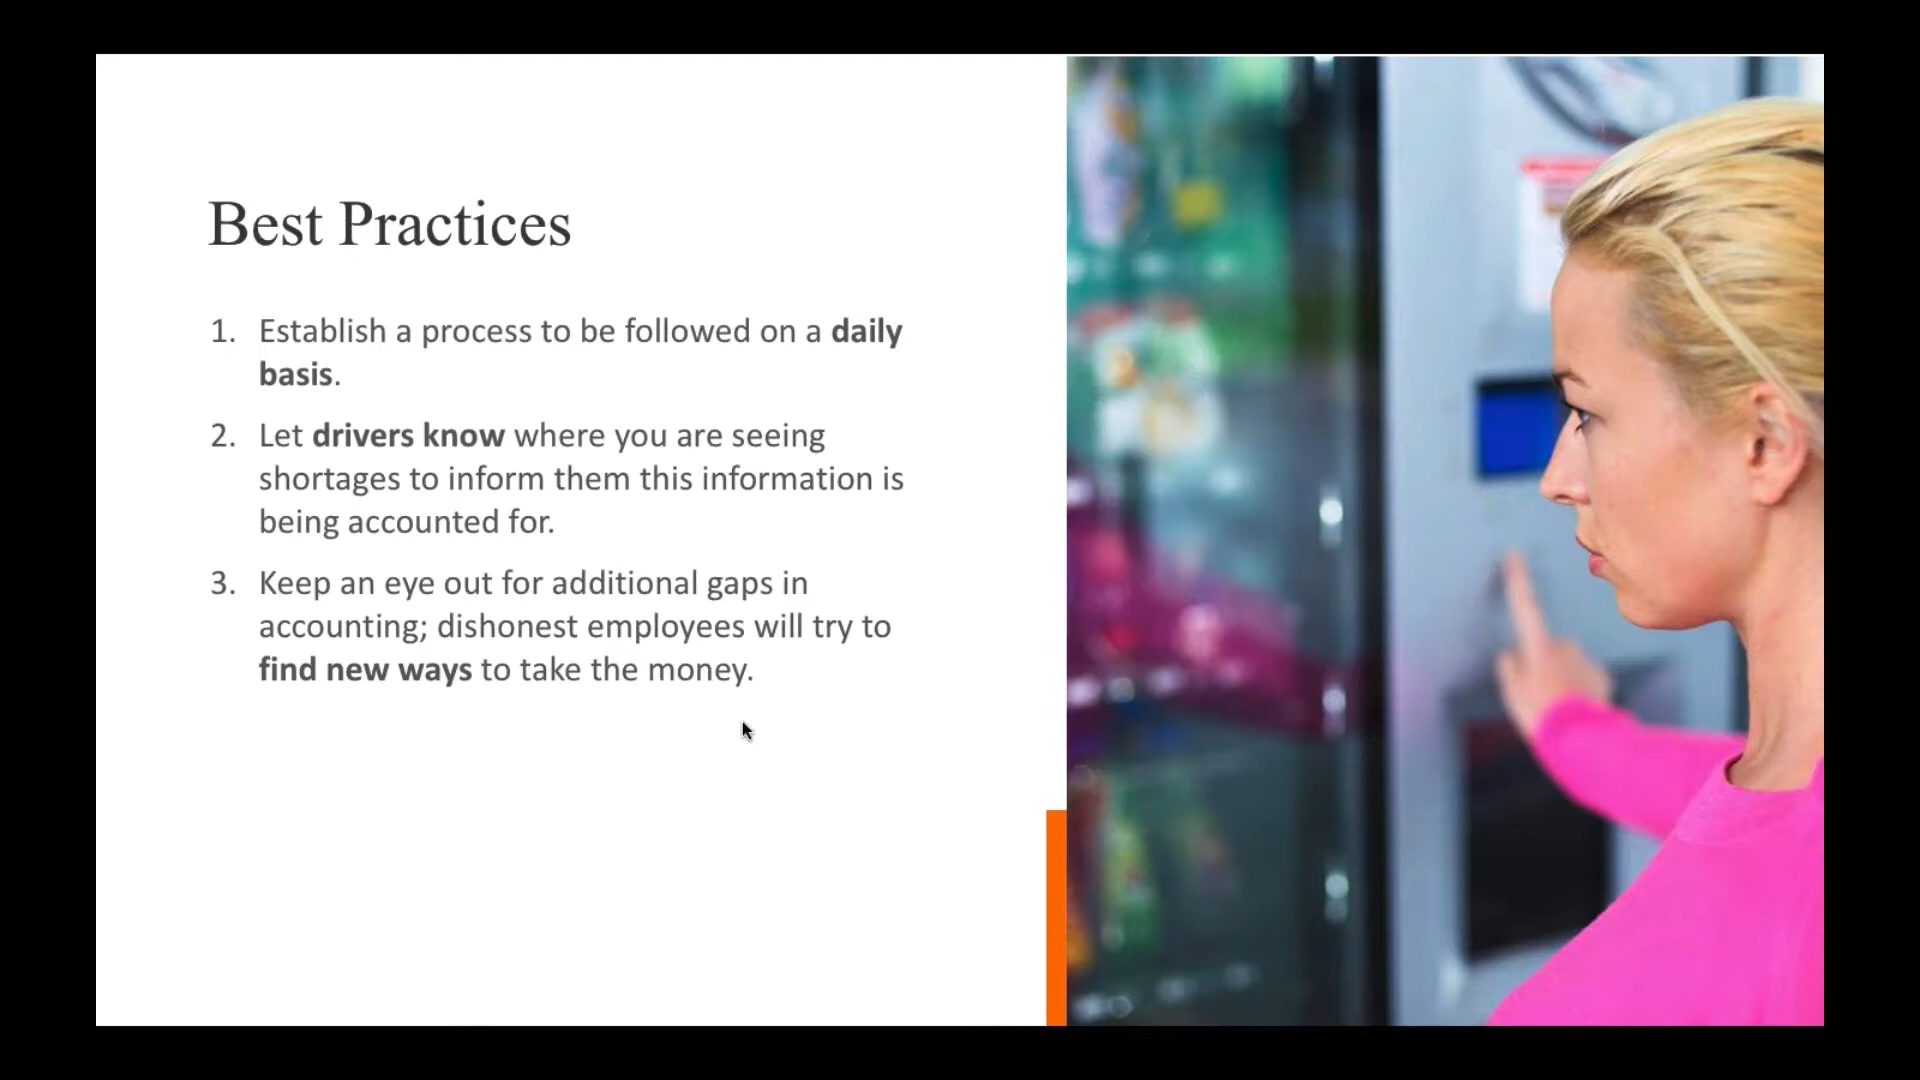 Best Practices
1. Establish a process to be followed on a daily
basis.
2. Let drivers know where you are seeing
shortages to inform them this information is
being accounted for.
3. Keep an eye out for additional gaps in
accounting; dishonest employees will try to
find new ways to take the money.